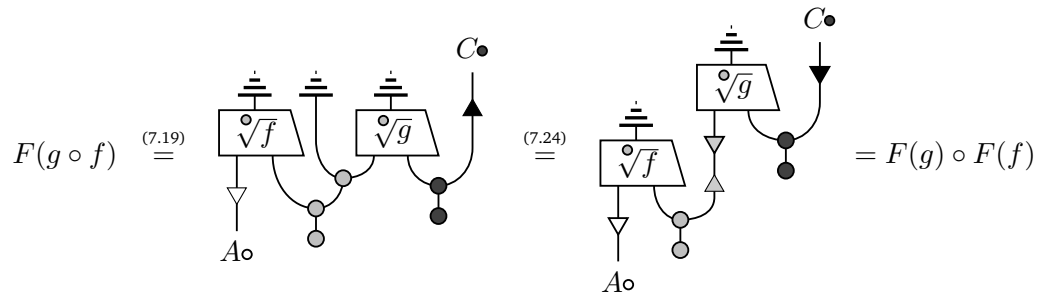 C●
C●
F(g ∘ f) (7.19) = √f √g (7.24) = √f √g = F(g) ∘ F(f)
A○
A○